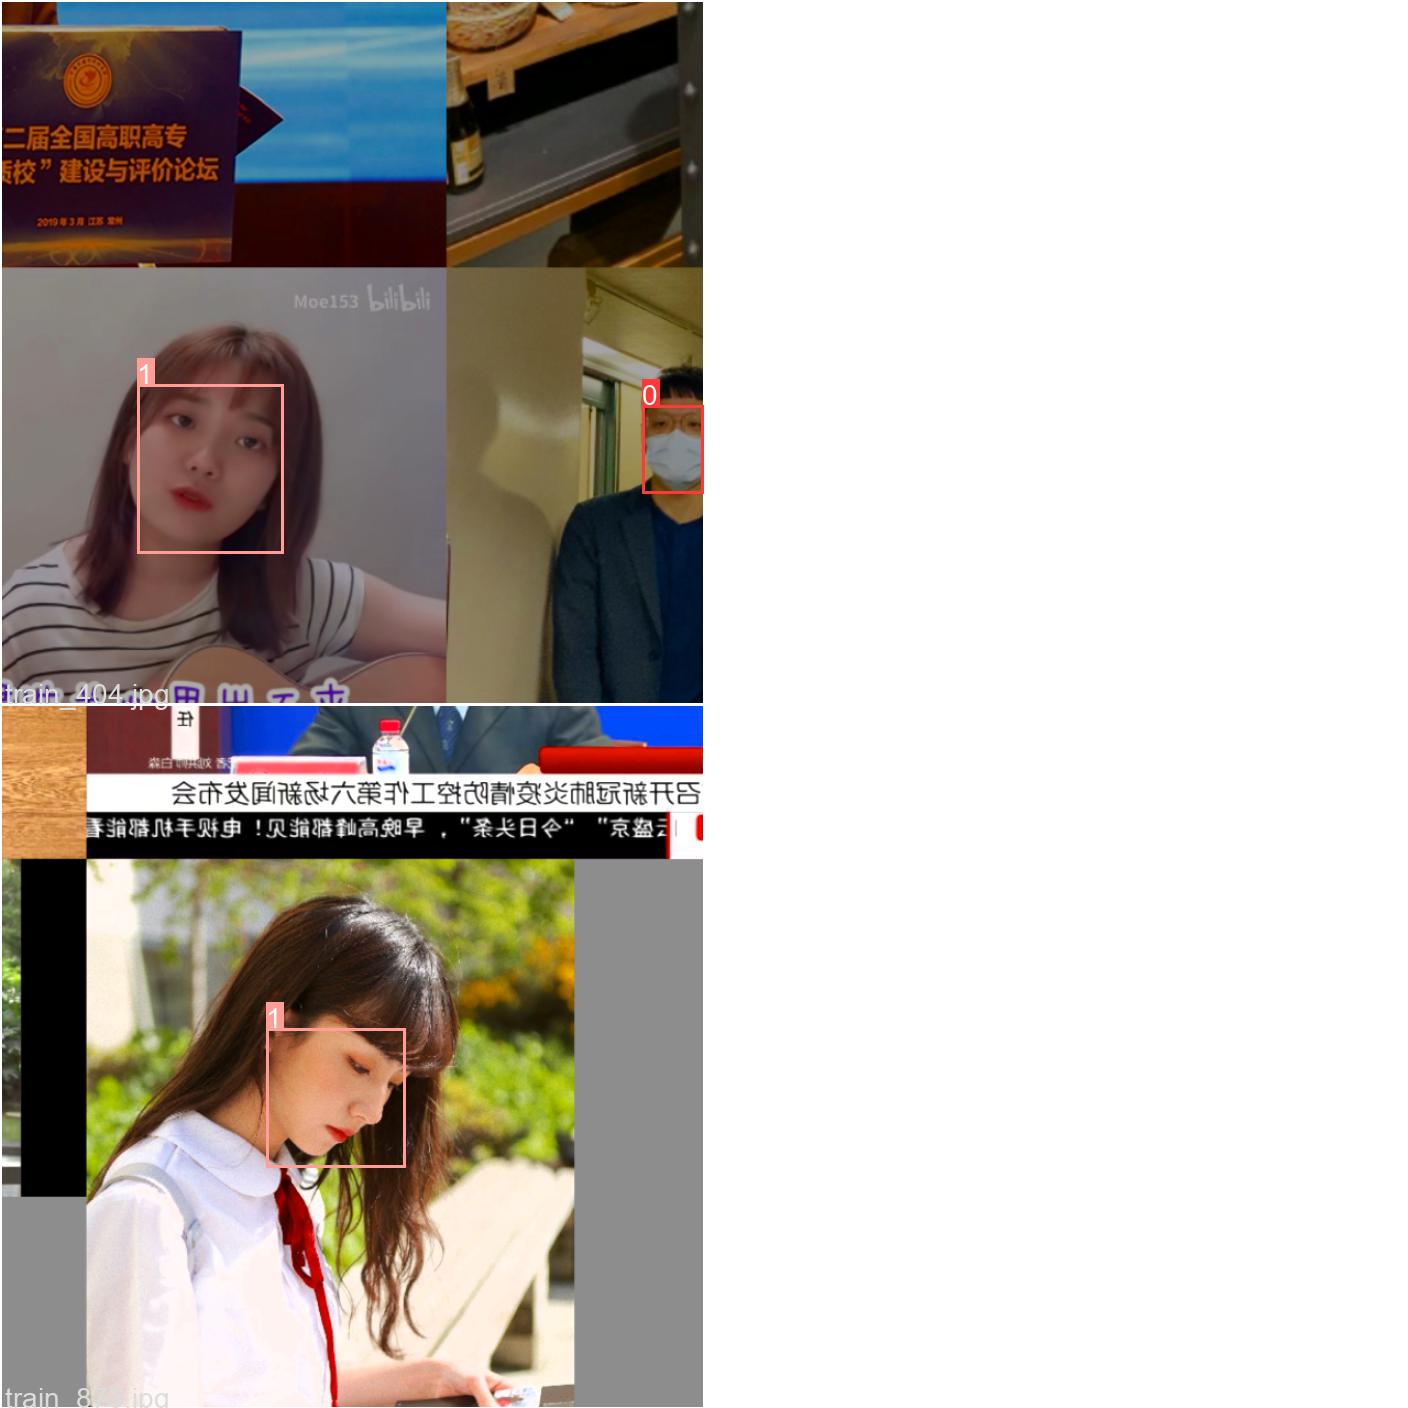 二届全国高职高专
质校”建设与评价论坛
2019年3月 江苏 常州
Moe153 bilibili
1
0
train_404.jpg
任
召开新冠肺炎疫情防控工作第六场新闻发布会
云盛京”“今日头条”，早晚高峰都能见！电视手机都能看
1